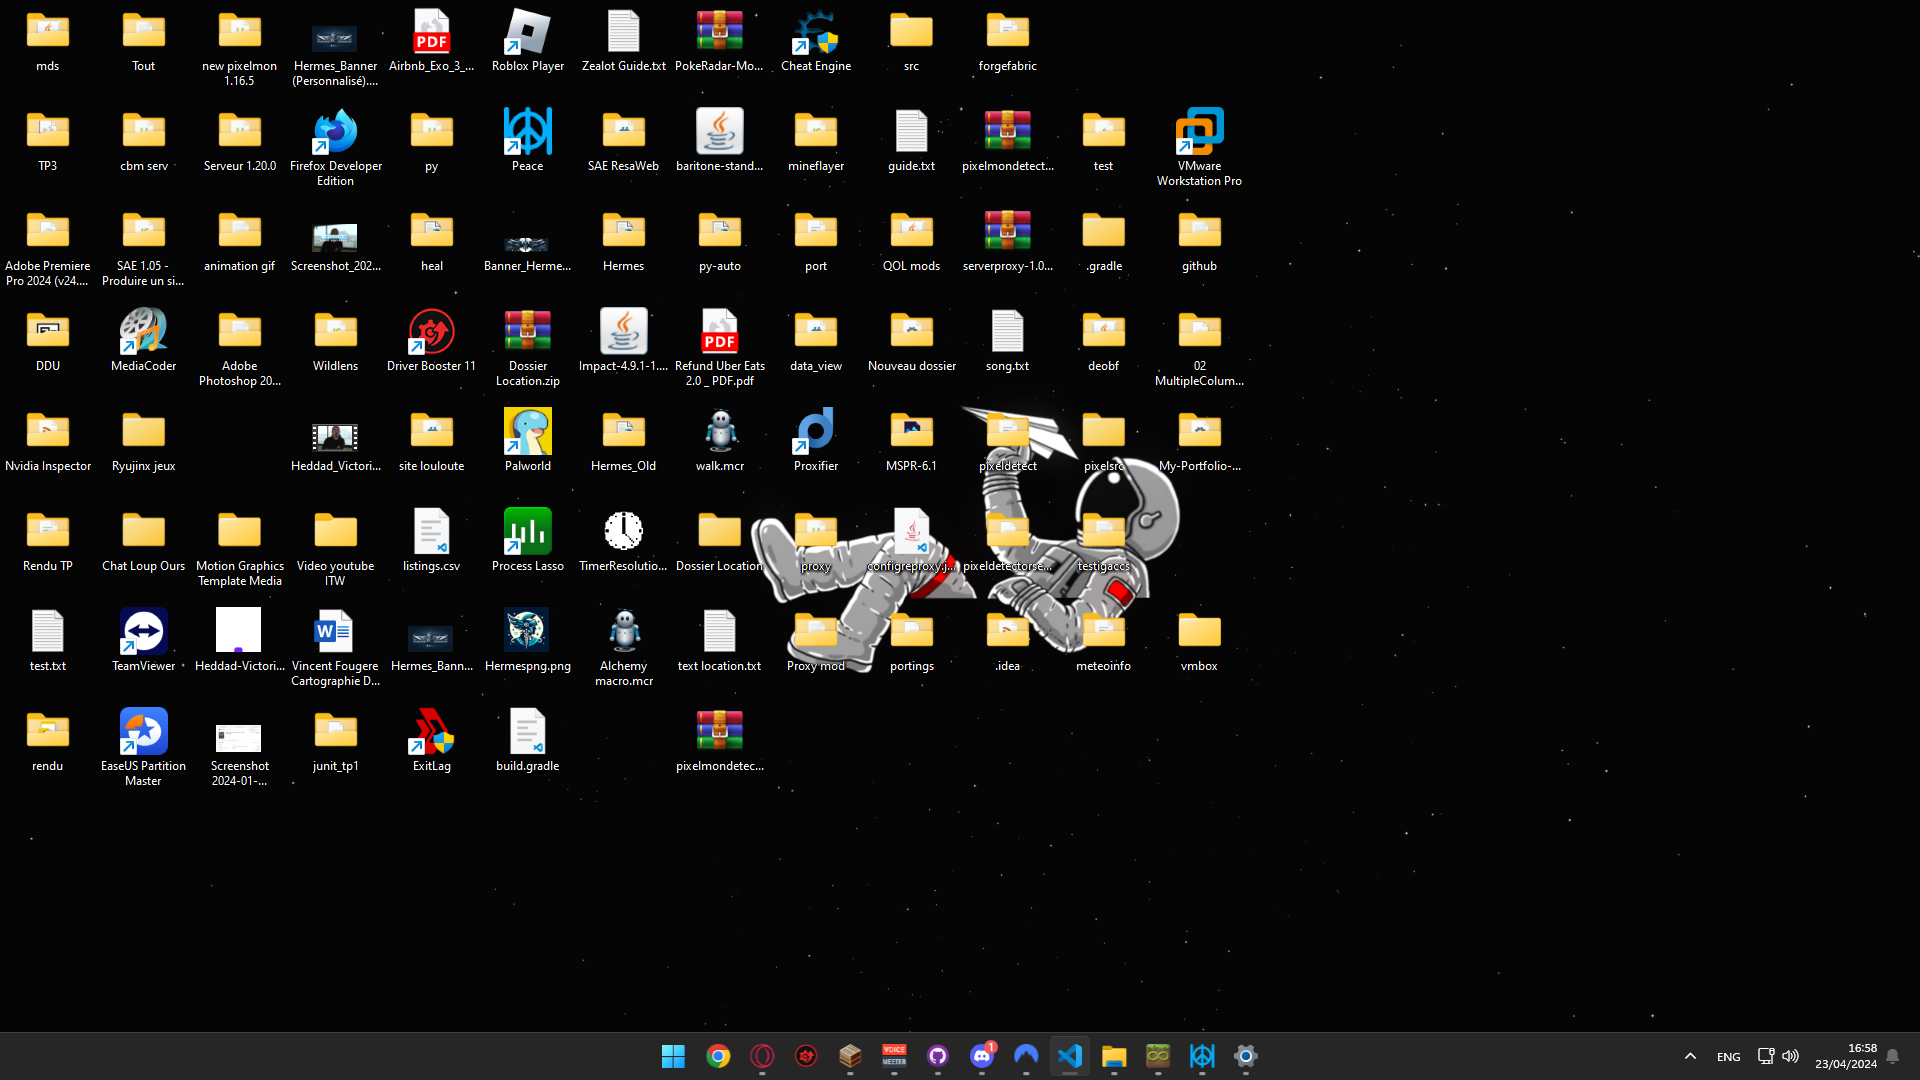 mds
Tout
new pixelmon
1.16.5
Hermes_Banner
(Personnalisé)....
Airbnb_Exo_3_...
Roblox Player
Zealot Guide.txt
PokeRadar-Mo...
Cheat Engine
src
forgefabric
TP3
cbm serv
Serveur 1.20.0
Firefox Developer
Edition
py
Peace
SAE ResaWeb
baritone-stand...
mineflayer
guide.txt
pixelmondetect...
test
VMware
Workstation Pro
Adobe Premiere
Pro 2024 (v24....
SAE 1.05 -
Produire un si...
animation gif
Screenshot_202...
heal
Banner_Herme...
Hermes
py-auto
port
QOL mods
serverproxy-1.0...
.gradle
github
DDU
MediaCoder
Adobe
Photoshop 20...
Wildlens
Driver Booster 11
Dossier
Location.zip
Impact-4.9.1-1....
Refund Uber Eats
2.0 _ PDF.pdf
data_view
Nouveau dossier
song.txt
deobf
02
MultipleColum...
Nvidia Inspector
Ryujinx jeux
Heddad_Victori...
site louloute
Palworld
Hermes_Old
walk.mcr
Proxifier
MSPR-6.1
pixeldetect
pixelsrc
My-Portfolio-...
Rendu TP
Chat Loup Ours
Motion Graphics
Template Media
Video youtube
ITW
listings.csv
Process Lasso
TimerResolutio...
Dossier Location
proxy
configreproxy.j...
pixeldetectorse...
testigaccs
test.txt
TeamViewer
Heddad-Victori...
Vincent Fougere
Cartographie D...
Hermes_Bann...
Hermespng.png
Alchemy
macro.mcr
text location.txt
Proxy mod
portings
.idea
meteoinfo
vmbox
rendu
EaseUS Partition
Master
Screenshot
2024-01-...
junit_tp1
ExitLag
build.gradle
pixelmondetec...
PDF
PDF
VOICE
MEETER
1
ENG
16:58
23/04/2024